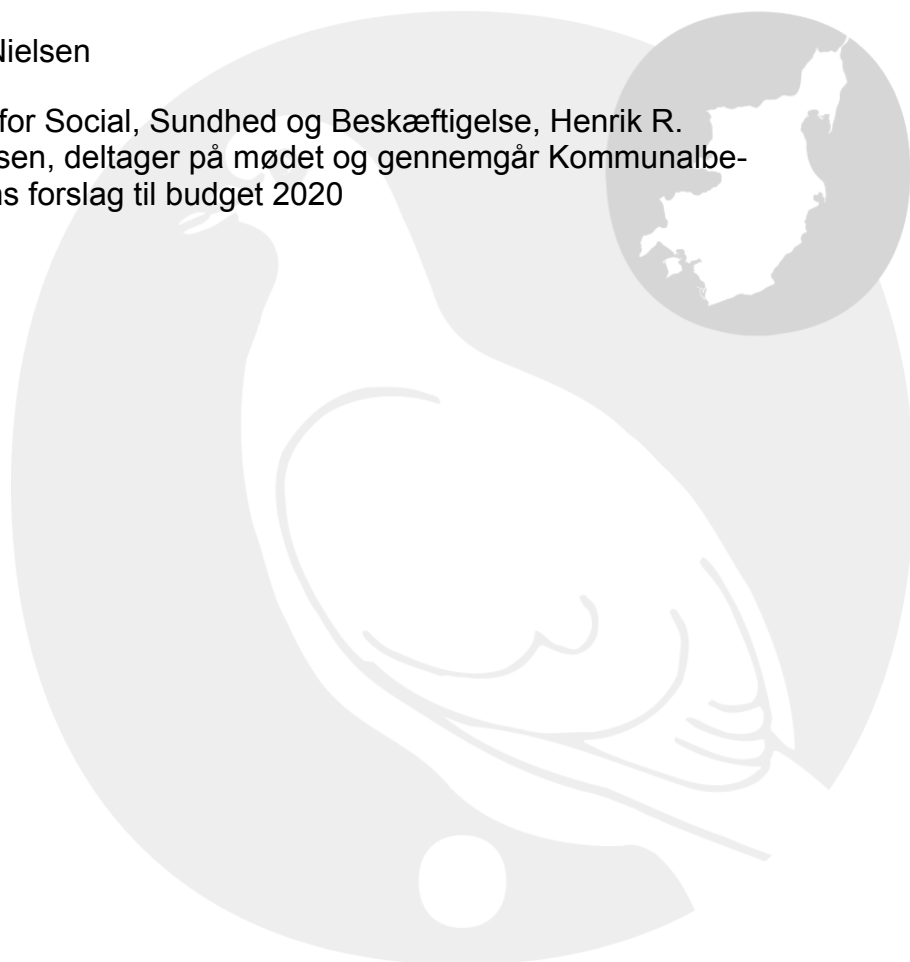 Nielsen
for Social, Sundhed og Beskæftigelse, Henrik R.
sen, deltager på mødet og gennemgår Kommunalbe-
ns forslag til budget 2020